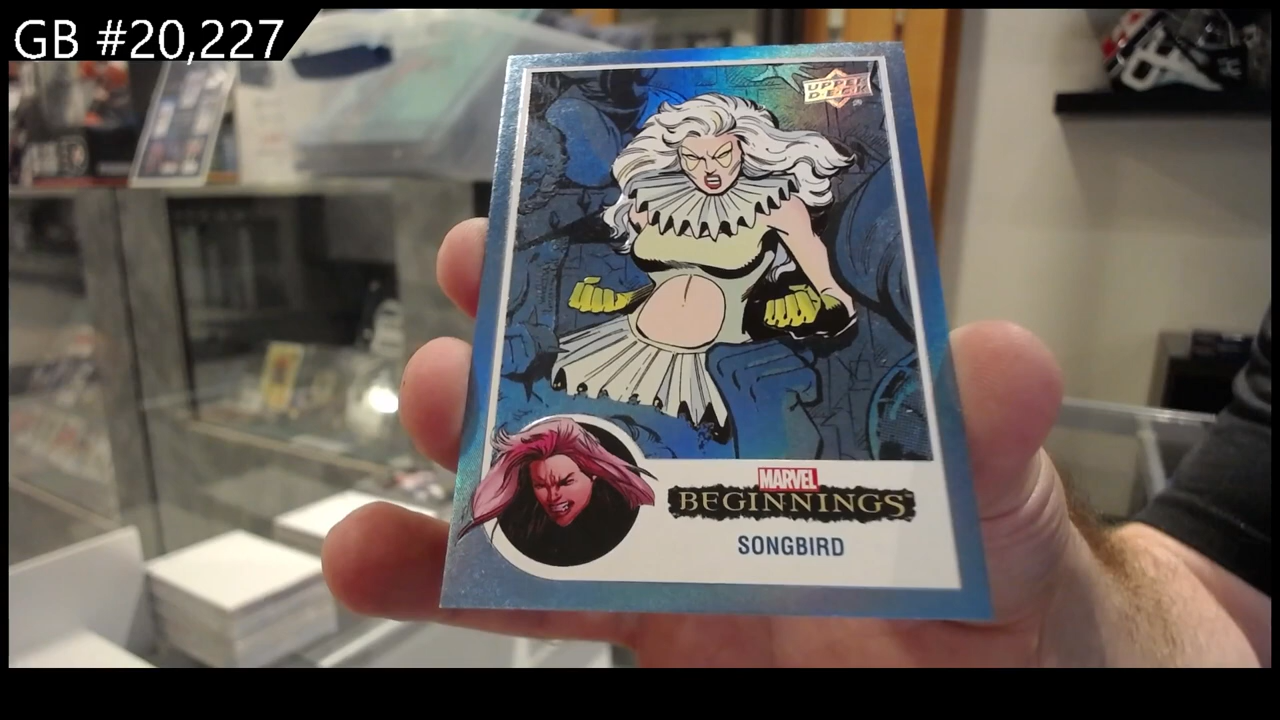 GB #20,227
UPPER
DECK
MARVEL
BEGINNINGS
SONGBIRD